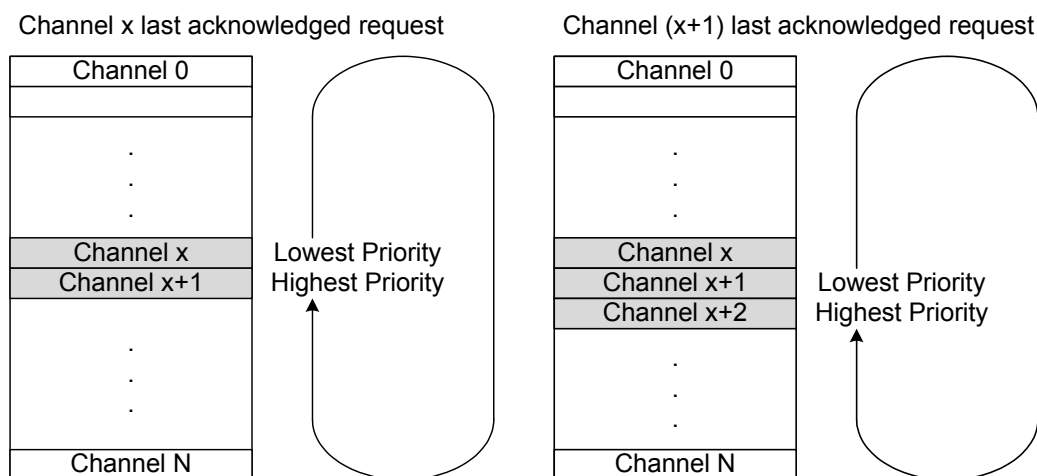 Channel x last acknowledged request
Channel 0
.
.
.
Channel x
Channel x+1
.
.
.
Channel N
Lowest Priority
Highest Priority
Channel (x+1) last acknowledged request
Channel 0
.
.
.
Channel x
Channel x+1
Channel x+2
.
.
.
Channel N
Lowest Priority
Highest Priority